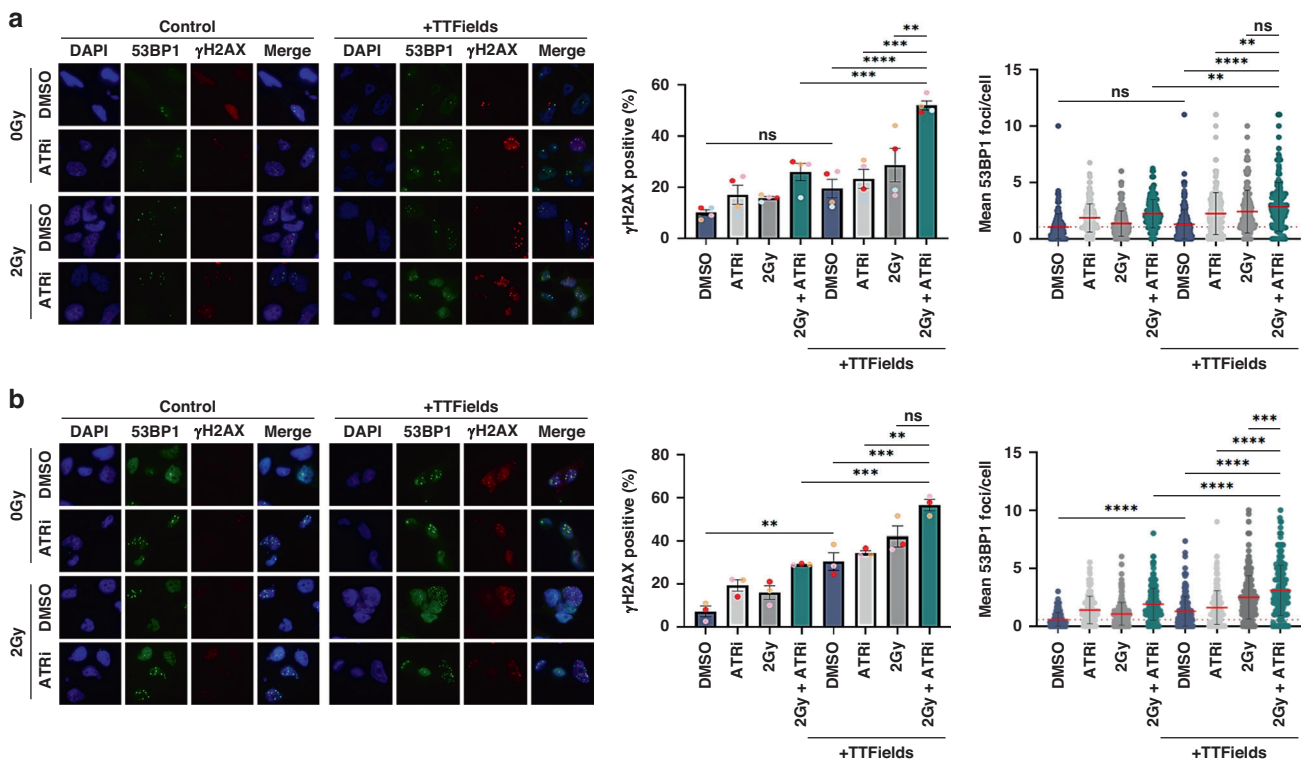 a
Control
+TTFields
DAPI 53BP1 γH2AX Merge
DAPI 53BP1 γH2AX Merge
0Gy
DMSO
ATRi
2Gy
DMSO
ATRi
γH2AX positive (%)
60
40
20
0
ns
**
***
****
***
DMSO
ATRi
2Gy
2Gy + ATRi
DMSO
ATRi
2Gy
2Gy + ATRi
+TTFields
Mean 53BP1 foci/cell
15
10
5
0
ns
ns
**
****
**
DMSO
ATRi
2Gy
2Gy + ATRi
DMSO
ATRi
2Gy
2Gy + ATRi
+TTFields
b
Control
+TTFields
DAPI 53BP1 γH2AX Merge
DAPI 53BP1 γH2AX Merge
0Gy
DMSO
ATRi
2Gy
DMSO
ATRi
γH2AX positive (%)
80
60
40
20
0
**
ns
**
***
***
DMSO
ATRi
2Gy
2Gy + ATRi
DMSO
ATRi
2Gy
2Gy + ATRi
+TTFields
Mean 53BP1 foci/cell
15
10
5
0
****
***
****
****
****
DMSO
ATRi
2Gy
2Gy + ATRi
DMSO
ATRi
2Gy
2Gy + ATRi
+TTFields